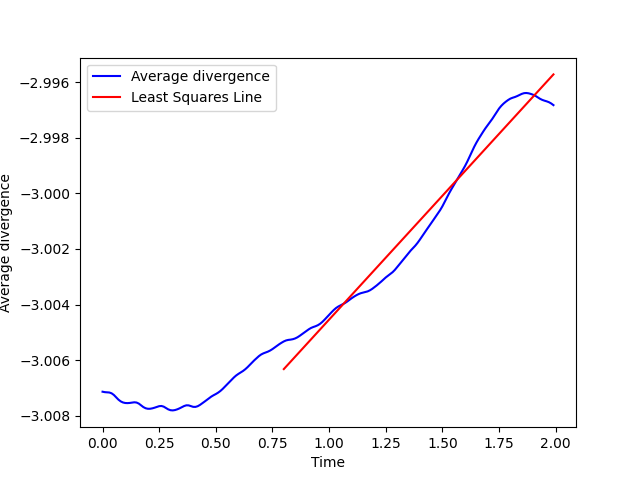 Average divergence
Least Squares Line
−2.996
−2.998
−3.000
−3.002
−3.004
−3.006
−3.008
Average divergence
0.00 0.25 0.50 0.75 1.00 1.25 1.50 1.75 2.00
Time